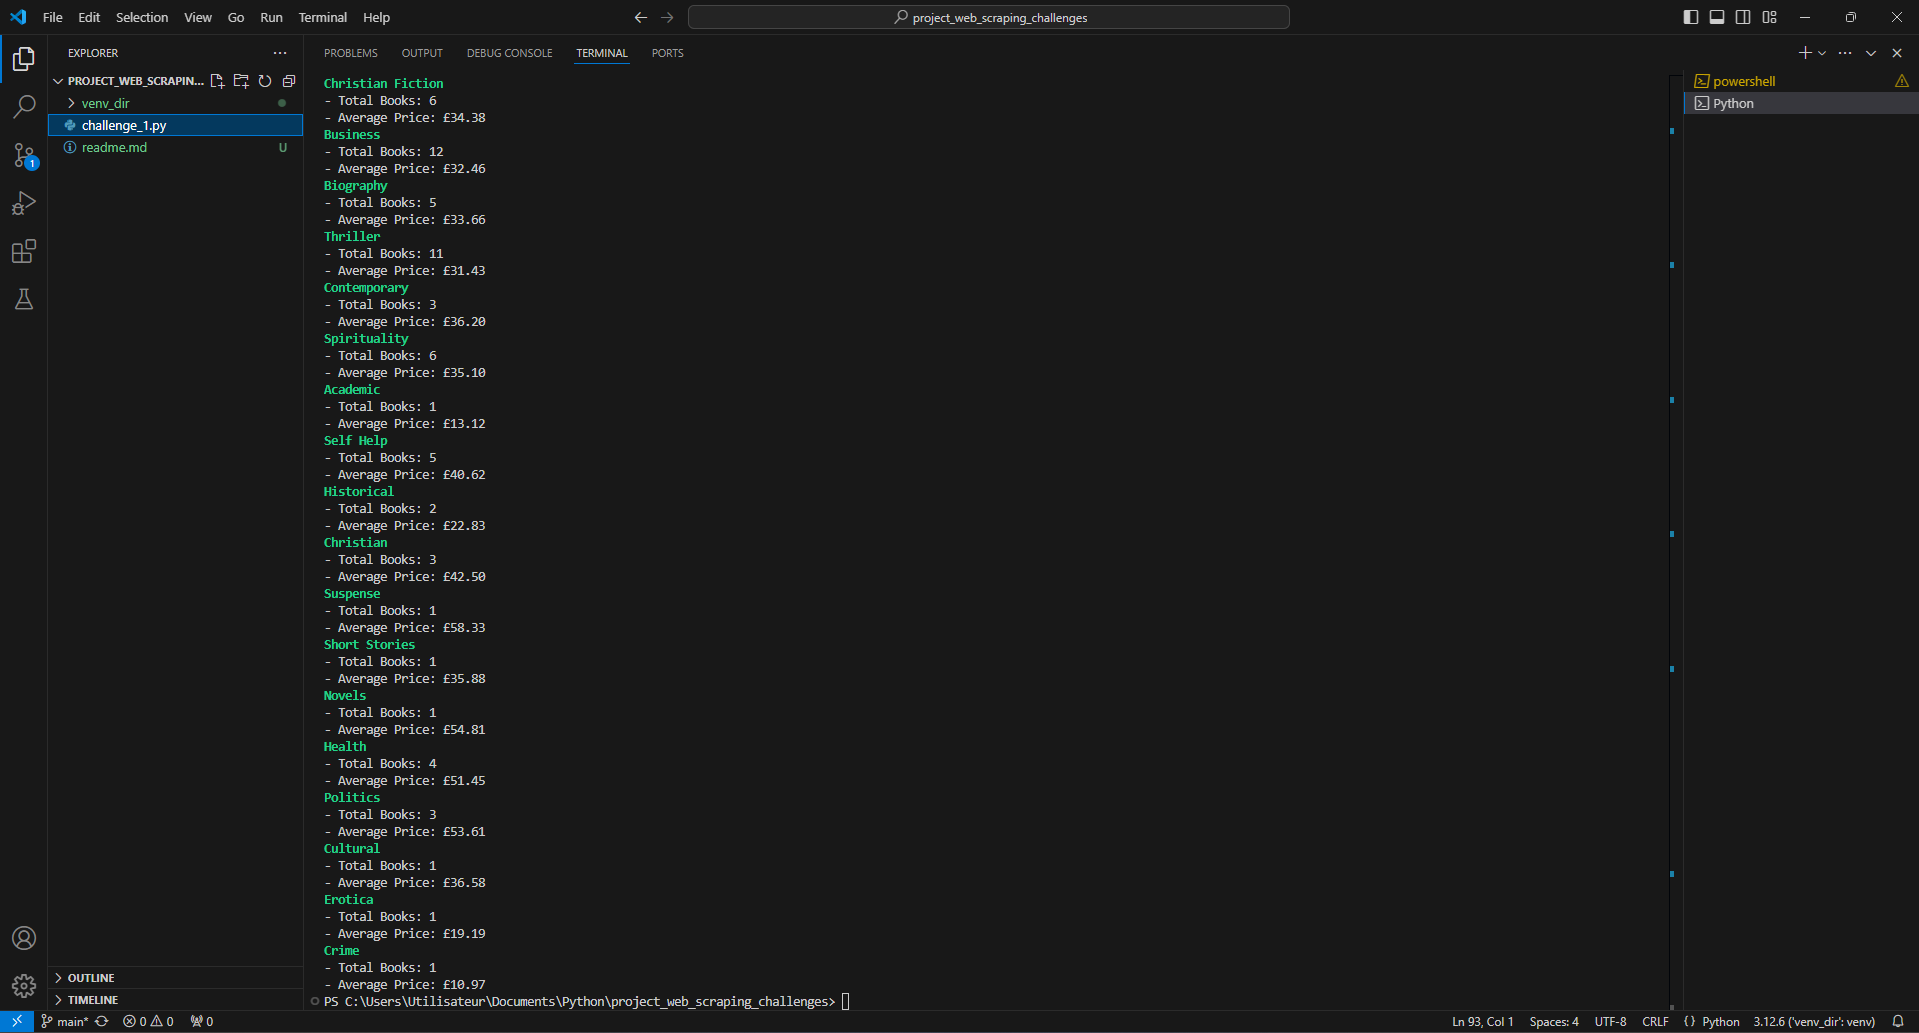 File Edit Selection View Go Run Terminal Help
project_web_scraping_challenges
EXPLORER
PROJECT_WEB_SCRAPIN...
venv_dir
challenge_1.py
readme.md U
1
OUTLINE
TIMELINE
PROBLEMS OUTPUT DEBUG CONSOLE TERMINAL PORTS
Christian Fiction
- Total Books: 6
- Average Price: £34.38
Business
- Total Books: 12
- Average Price: £32.46
Biography
- Total Books: 5
- Average Price: £33.66
Thriller
- Total Books: 11
- Average Price: £31.43
Contemporary
- Total Books: 3
- Average Price: £36.20
Spirituality
- Total Books: 6
- Average Price: £35.10
Academic
- Total Books: 1
- Average Price: £13.12
Self Help
- Total Books: 5
- Average Price: £40.62
Historical
- Total Books: 2
- Average Price: £22.83
Christian
- Total Books: 3
- Average Price: £42.50
Suspense
- Total Books: 1
- Average Price: £58.33
Short Stories
- Total Books: 1
- Average Price: £35.88
Novels
- Total Books: 1
- Average Price: £54.81
Health
- Total Books: 4
- Average Price: £51.45
Politics
- Total Books: 3
- Average Price: £53.61
Cultural
- Total Books: 1
- Average Price: £36.58
Erotica
- Total Books: 1
- Average Price: £19.19
Crime
- Total Books: 1
- Average Price: £10.97
PS C:\Users\Utilisateur\Documents\Python\project_web_scraping_challenges>
powershell
Python
main* 0 0 0
Ln 93, Col 1 Spaces: 4 UTF-8 CRLF {} Python 3.12.6 ('venv_dir': venv)